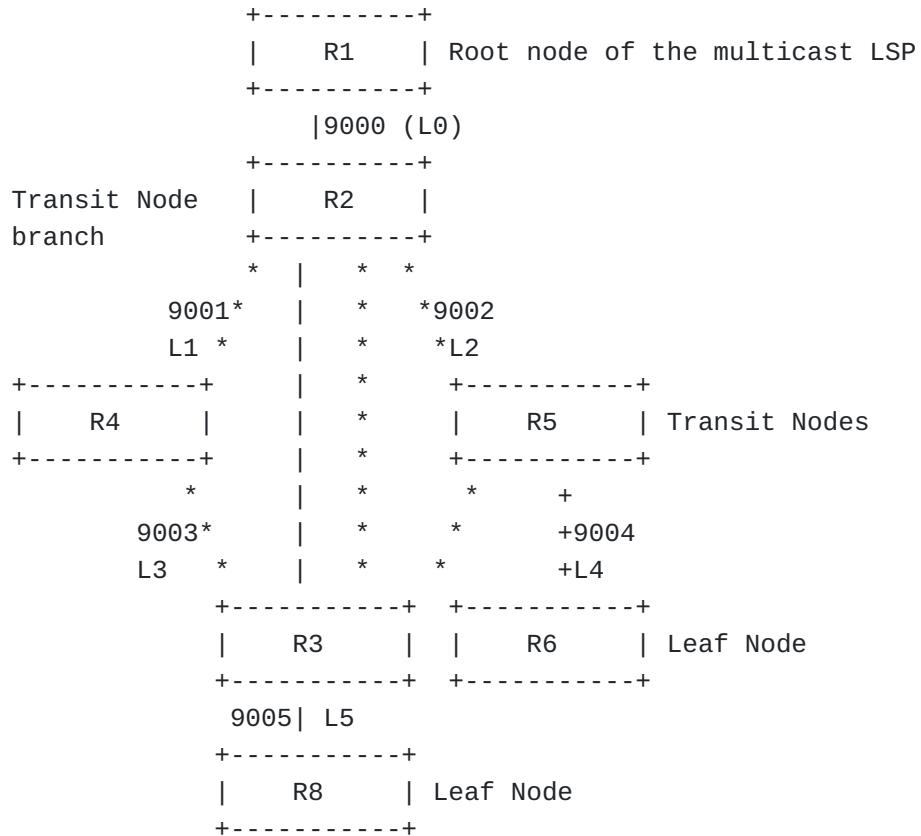 +----------+
|    R1    | Root node of the multicast LSP
+----------+
|9000 (L0)
+----------+
Transit Node   |    R2    |
branch         +----------+
*  |   *  *
9001*   |   *   *9002
L1 *    |   *    *L2
+-----------+     |   *     +-----------+
|    R4     |     |   *     |    R5     | Transit Nodes
+-----------+     |   *     +-----------+
*      |   *      *     +
9003*     |   *     *      +9004
L3   *    |   *    *       +L4
+-----------+  +-----------+
|    R3     |  |    R6     | Leaf Node
+-----------+  +-----------+
9005| L5
+-----------+
|    R8     | Leaf Node
+-----------+